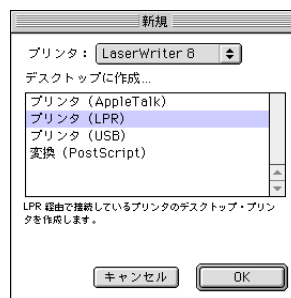 新規
プリンタ： LaserWriter 8
デスクトップに作成...
プリンタ（AppleTalk）
プリンタ（LPR）
プリンタ（USB）
変換（PostScript）
LPR 経由で接続しているプリンタのデスクトップ・プリン
タを作成します。
キャンセル OK